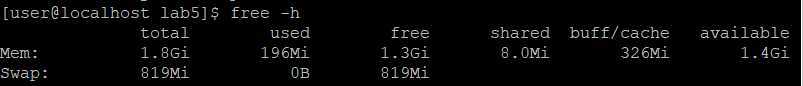 [user@localhost lab5]$ free -h
              total        used        free      shared  buff/cache   available
Mem:          1.8Gi       196Mi       1.3Gi       8.0Mi       326Mi       1.4Gi
Swap:         819Mi          0B       819Mi